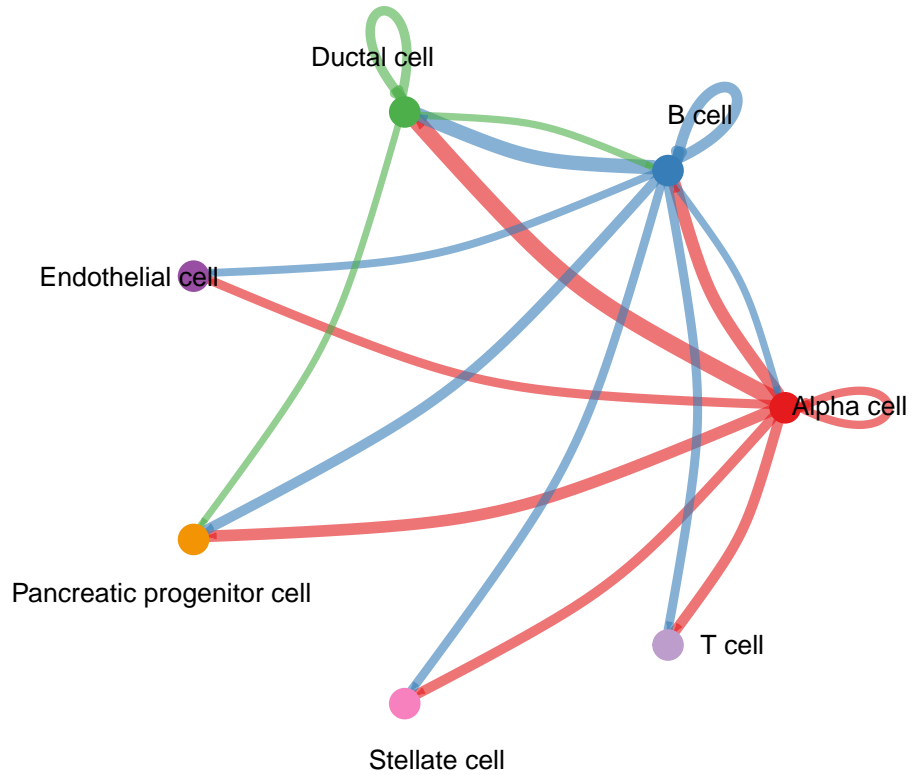 Ductal cell
B cell
Endothelial cell
Alpha cell
Pancreatic progenitor cell
T cell
Stellate cell